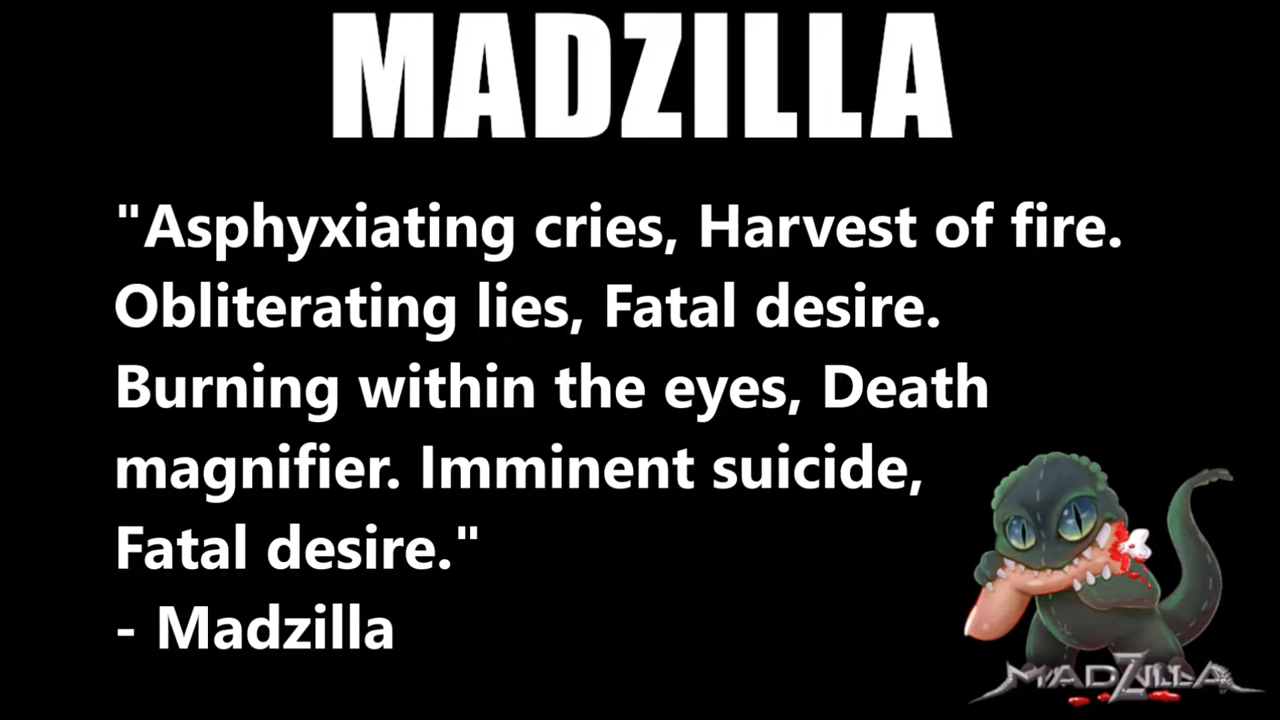 MADZILLA
"Asphyxiating cries, Harvest of fire.
Obliterating lies, Fatal desire.
Burning within the eyes, Death
magnifier. Imminent suicide,
Fatal desire."
- Madzilla
MADZILLA